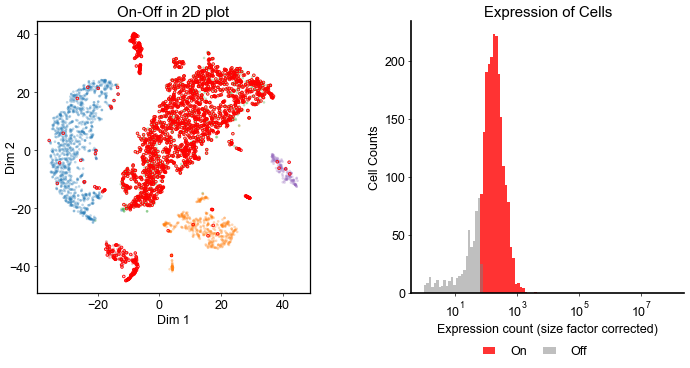 On-Off in 2D plot
40
20
0
−20
−40
Dim 2
−20 0 20 40
Dim 1
Expression of Cells
200
150
100
50
0
Cell Counts
10^1 10^3 10^5 10^7
Expression count (size factor corrected)
On Off